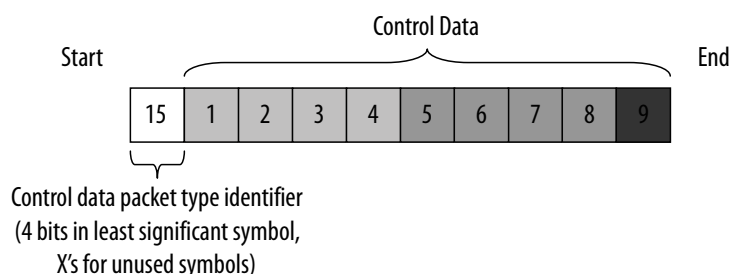 Control Data
Start
End
15 1 2 3 4 5 6 7 8 9
Control data packet type identifier
(4 bits in least significant symbol,
X's for unused symbols)